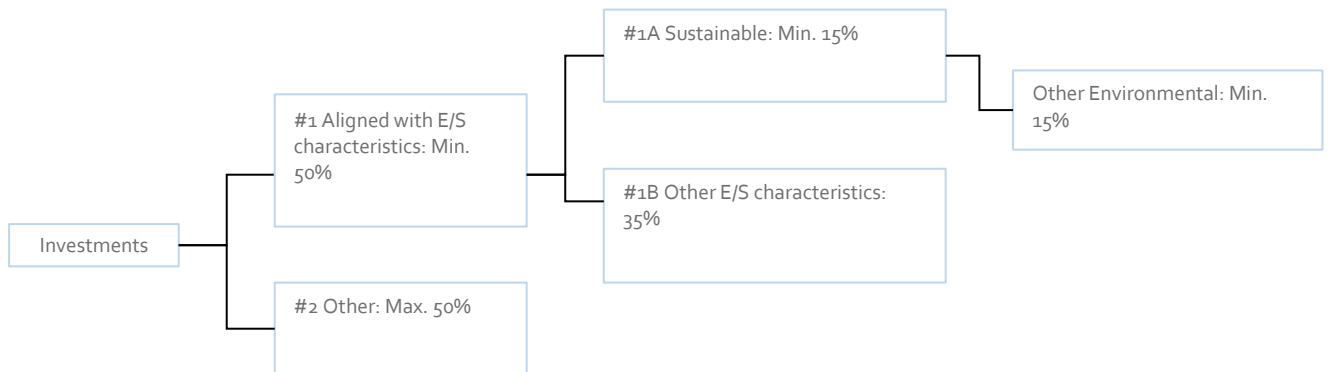 #1A Sustainable: Min. 15%
Other Environmental: Min.
15%
#1 Aligned with E/S
characteristics: Min.
50%
#1B Other E/S characteristics:
35%
Investments
#2 Other: Max. 50%